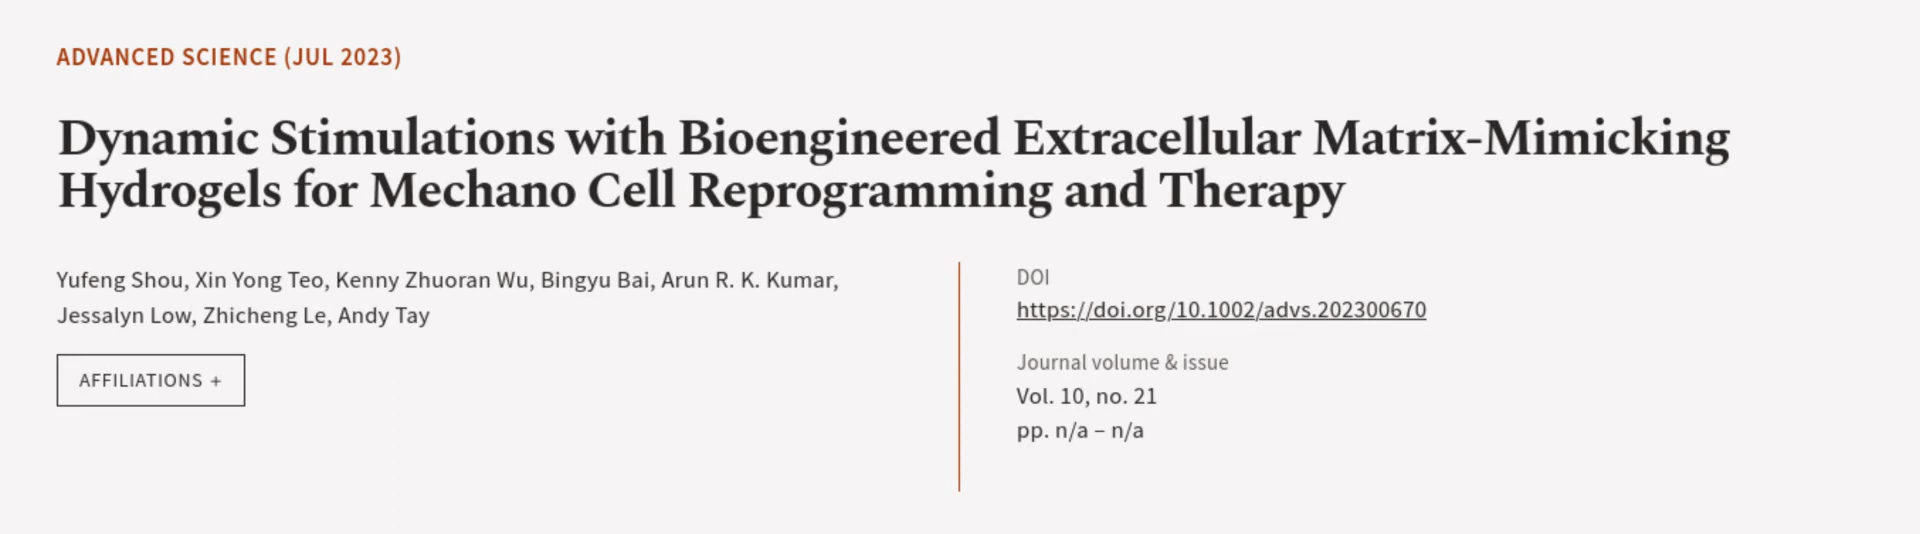 ADVANCED SCIENCE (JUL 2023)
Dynamic Stimulations with Bioengineered Extracellular Matrix-Mimicking
Hydrogels for Mechano Cell Reprogramming and Therapy
Yufeng Shou, Xin Yong Teo, Kenny Zhuoran Wu, Bingyu Bai, Arun R. K. Kumar,
Jessalyn Low, Zhicheng Le, Andy Tay
AFFILIATIONS +
DOI
https://doi.org/10.1002/advs.202300670
Journal volume & issue
Vol. 10, no. 21
pp. n/a – n/a